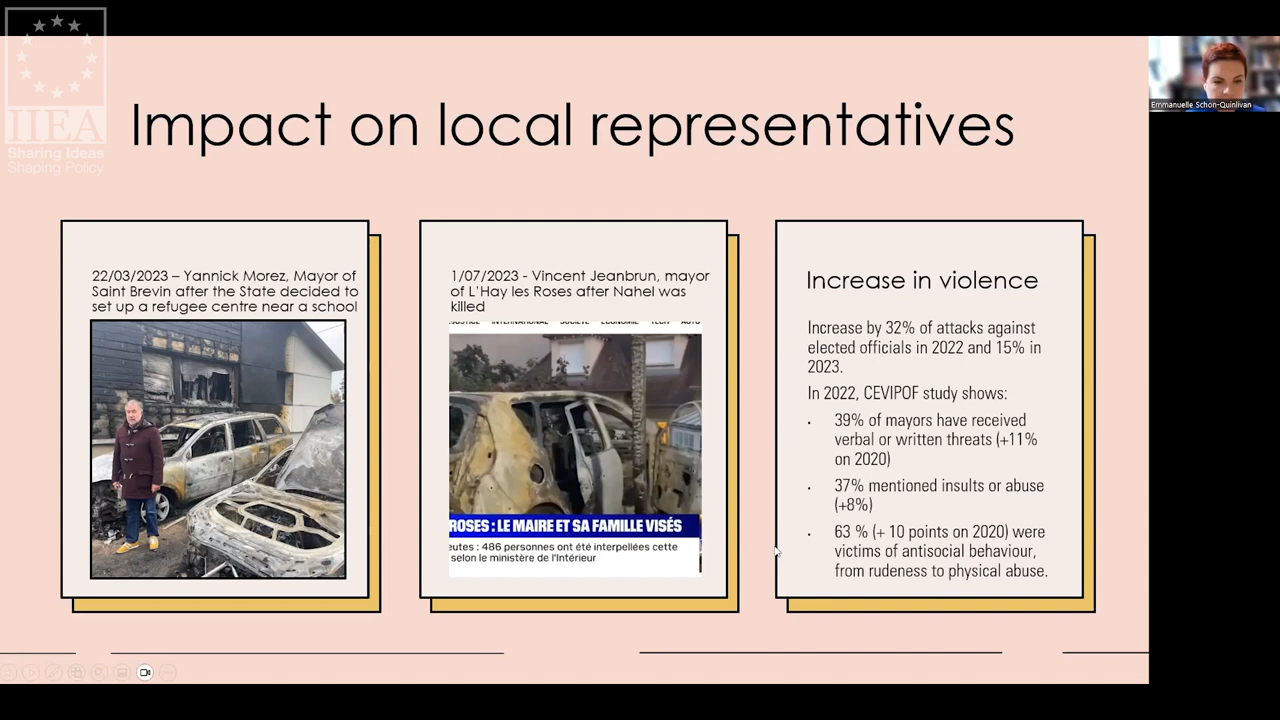 IIEA
Sharing Ideas
Shaping Policy
Impact on local representatives
Emmanuelle Schon-Quinlivan
22/03/2023 – Yannick Morez, Mayor of
Saint Brevin after the State decided to
set up a refugee centre near a school
1/07/2023 - Vincent Jeanbrun, mayor
of L'Hay les Roses after Nahel was
killed
INTERNATIONAL SOCIÉTÉ ÉCONOMIE TECH AUTO
ROSES : LE MAIRE ET SA FAMILLE VISÉS
eutes : 486 personnes ont été interpellées cette
selon le ministère de l'Intérieur
Increase in violence
Increase by 32% of attacks against
elected officials in 2022 and 15% in
2023.
In 2022, CEVIPOF study shows:
• 39% of mayors have received
verbal or written threats (+11%
on 2020)
• 37% mentioned insults or abuse
(+8%)
• 63 % (+ 10 points on 2020) were
victims of antisocial behaviour,
from rudeness to physical abuse.